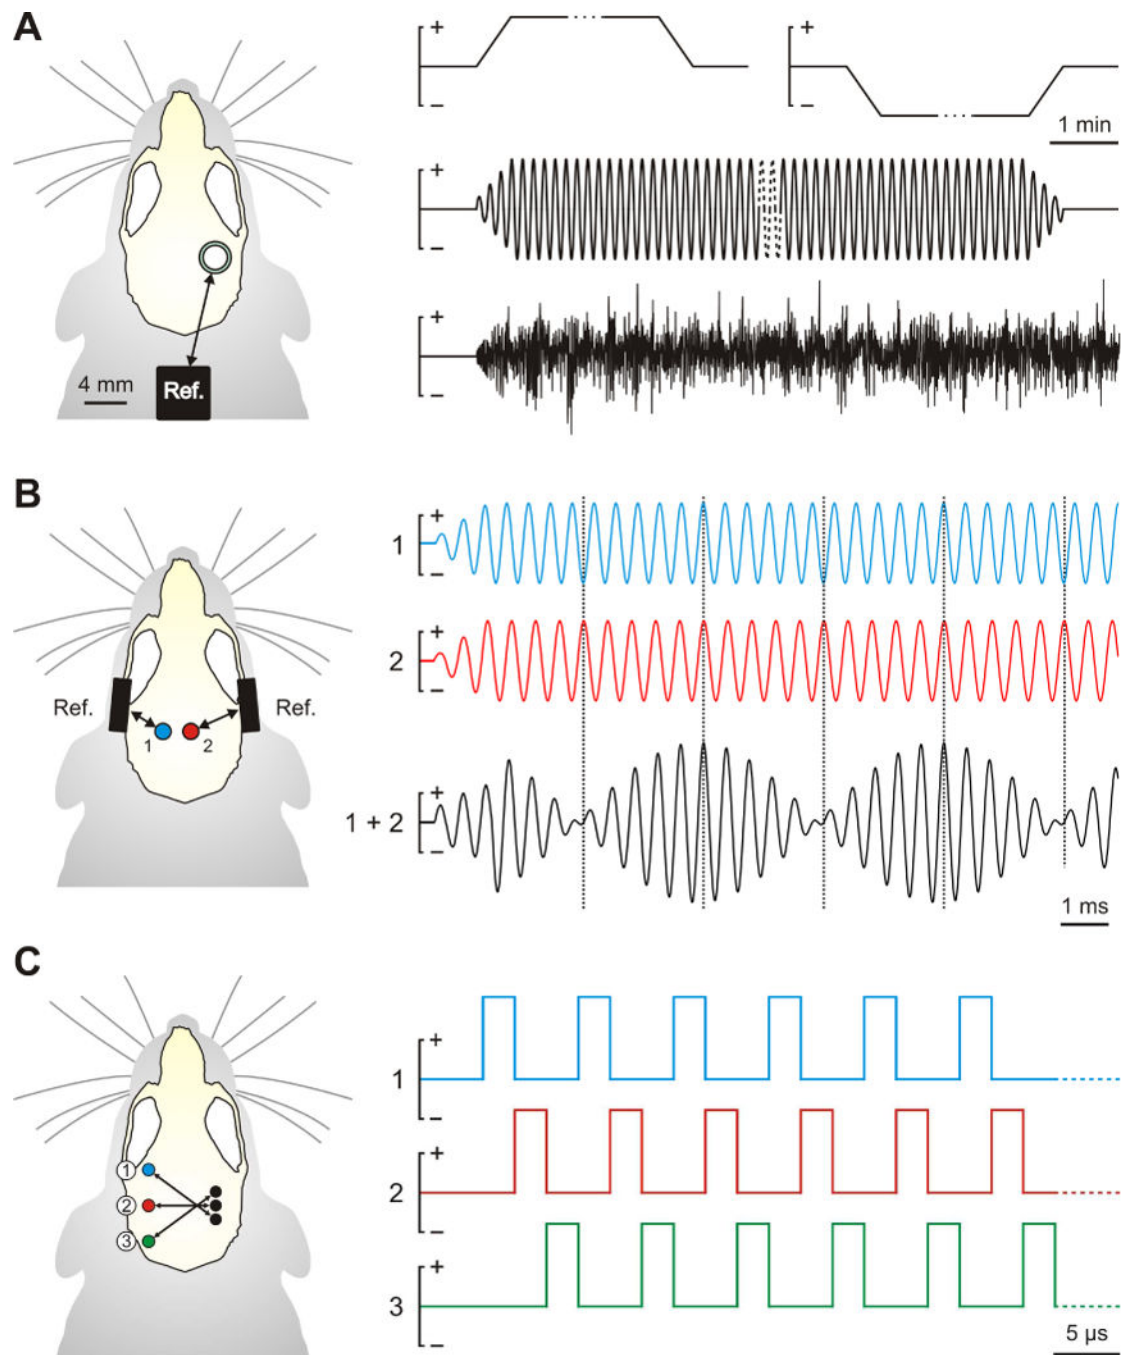 A
+
−
+
−
1 min
+
−
+
−
4 mm
Ref.
B
1
+
−
2
+
−
Ref.
Ref.
1
2
1 + 2
+
−
1 ms
C
1
+
−
1
2
3
2
+
−
3
+
−
5 µs